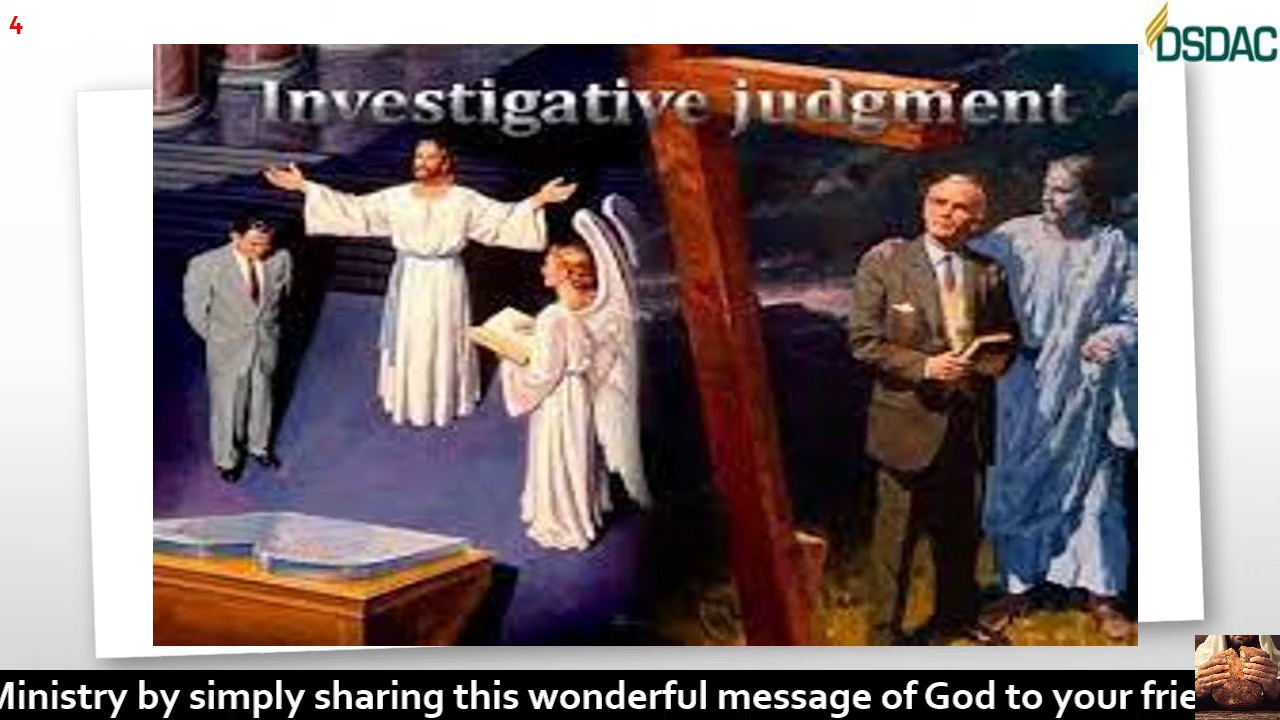 4
DSDAC
Investigative judgment
Ministry by simply sharing this wonderful message of God to your frie